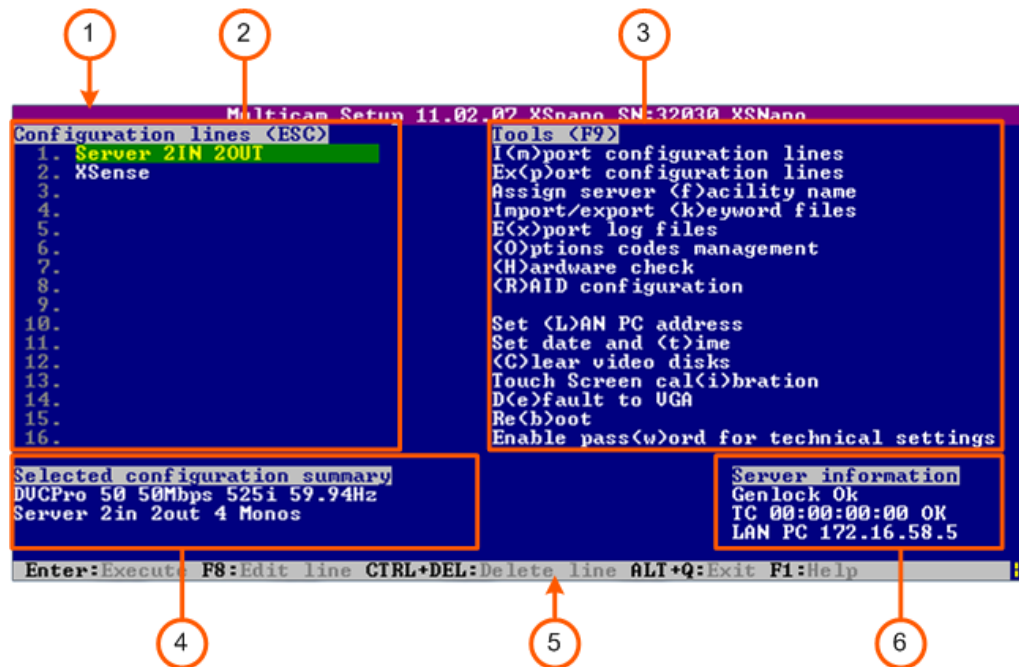 1 2 3
Multicam Setup 11.02.07 XSnano SN:32030 XSNano
Configuration lines (ESC)
1. Server 2IN 2OUT
2. XSense
3.
4.
5.
6.
7.
8.
9.
10.
11.
12.
13.
14.
15.
16.
Tools (F9)
I(m)port configuration lines
Ex(p)ort configuration lines
Assign server (f)acility name
Import/export (k)eyword files
E(x)port log files
(O)ptions codes management
(H)ardware check
(R)AID configuration
Set (L)AN PC address
Set date and (t)ime
(C)lear video disks
Touch Screen cal(i)bration
D(e)fault to VGA
Re(b)oot
Enable pass(w)ord for technical settings
Selected configuration summary
DVCPro 50 50Mbps 525i 59.94Hz
Server 2in 2out 4 Monos
Server information
Genlock Ok
TC 00:00:00:00 OK
LAN PC 172.16.58.5
Enter:Execute F8:Edit line CTRL+DEL:Delete line ALT+Q:Exit F1:Help
4 5 6